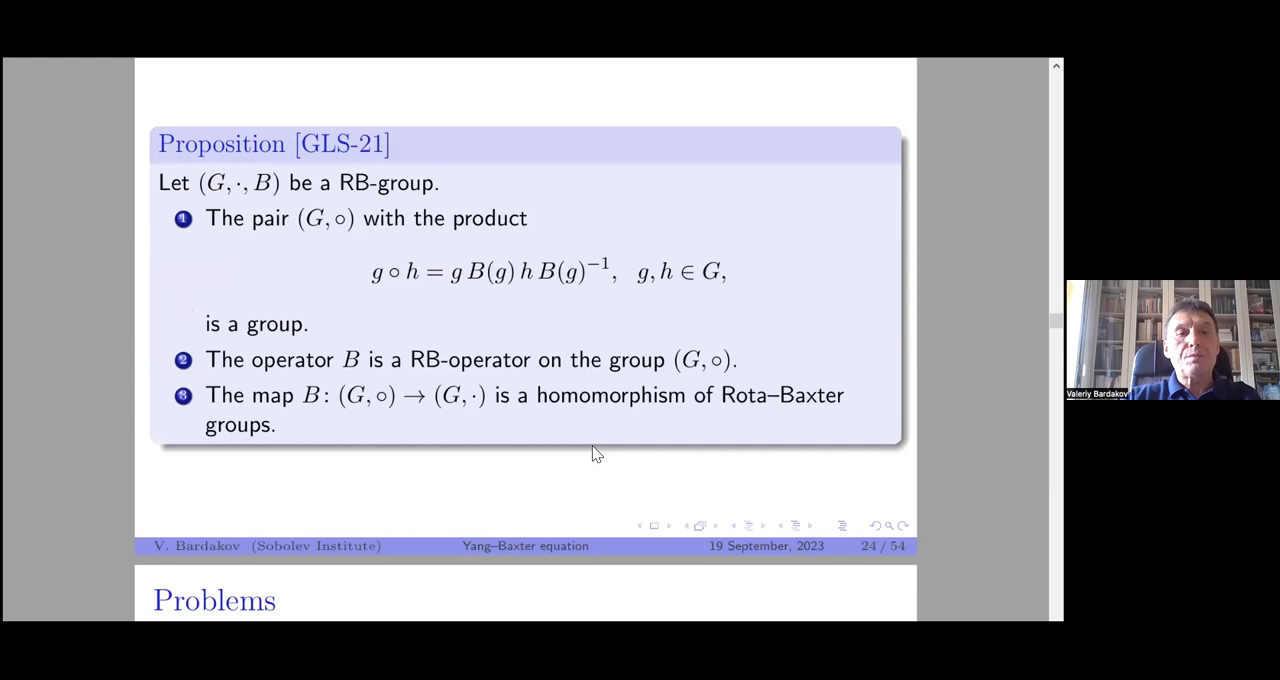 Proposition [GLS-21]
Let (G, ·, B) be a RB-group.
1 The pair (G, ∘) with the product
g ∘ h = g B(g) h B(g)⁻¹, g, h ∈ G,
is a group.
2 The operator B is a RB-operator on the group (G, ∘).
3 The map B: (G, ∘) → (G, ·) is a homomorphism of Rota–Baxter
groups.
V. Bardakov (Sobolev Institute) Yang–Baxter equation 19 September, 2023 24 / 54
Problems
Valeriy Bardakov